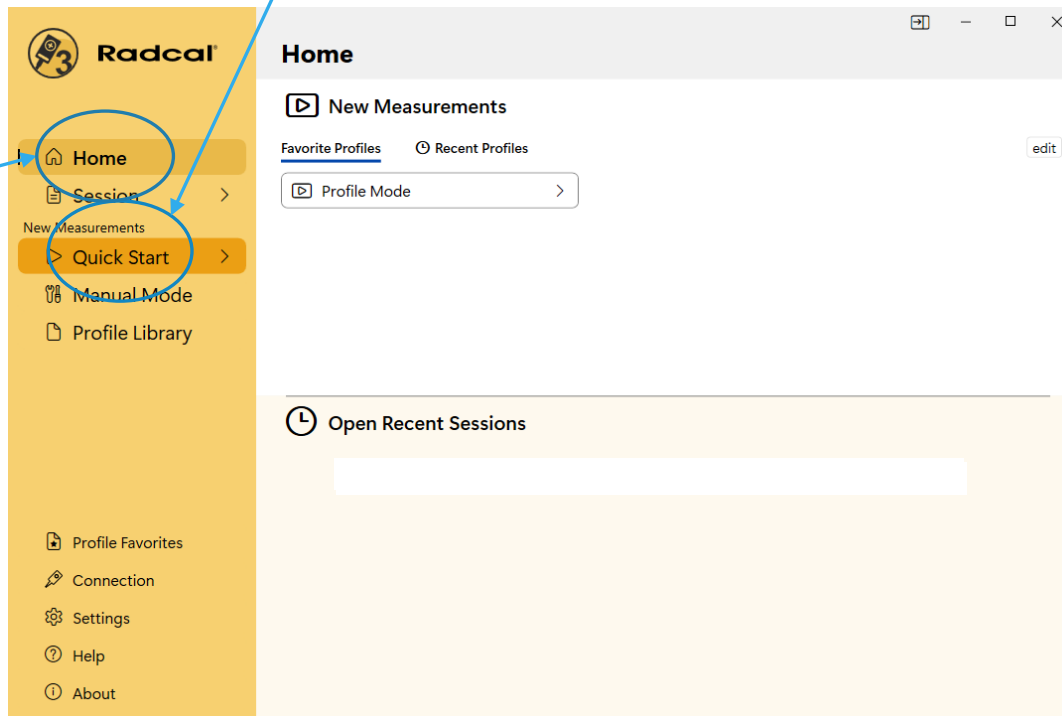 3 Radcal
Home
Session
New Measurements
Quick Start
Manual Mode
Profile Library
Profile Favorites
Connection
Settings
Help
About
Home
New Measurements
Favorite Profiles
Recent Profiles
edit
Profile Mode
Open Recent Sessions